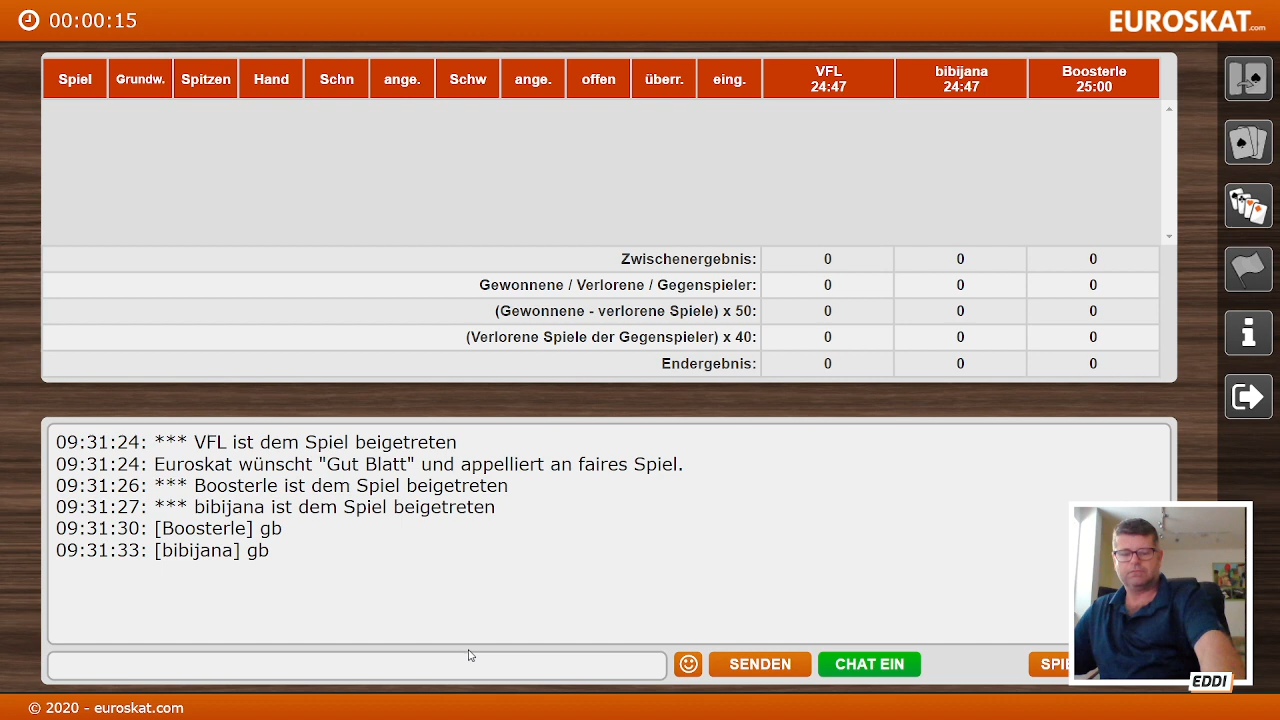 00:00:15
EUROSKAT.com
Spiel Grundw. Spitzen Hand Schn ange. Schw ange. offen überr. eing. VFL bibijana Boosterle
24:47 24:47 25:00
Zwischenergebnis: 0 0 0
Gewonnene / Verlorene / Gegenspieler: 0 0 0
(Gewonnene - verlorene Spiele) x 50: 0 0 0
(Verlorene Spiele der Gegenspieler) x 40: 0 0 0
Endergebnis: 0 0 0
09:31:24: *** VFL ist dem Spiel beigetreten
09:31:24: Euroskat wünscht "Gut Blatt" und appelliert an faires Spiel.
09:31:26: *** Boosterle ist dem Spiel beigetreten
09:31:27: *** bibijana ist dem Spiel beigetreten
09:31:30: [Boosterle] gb
09:31:33: [bibijana] gb
SENDEN CHAT EIN
EDDI
© 2020 - euroskat.com